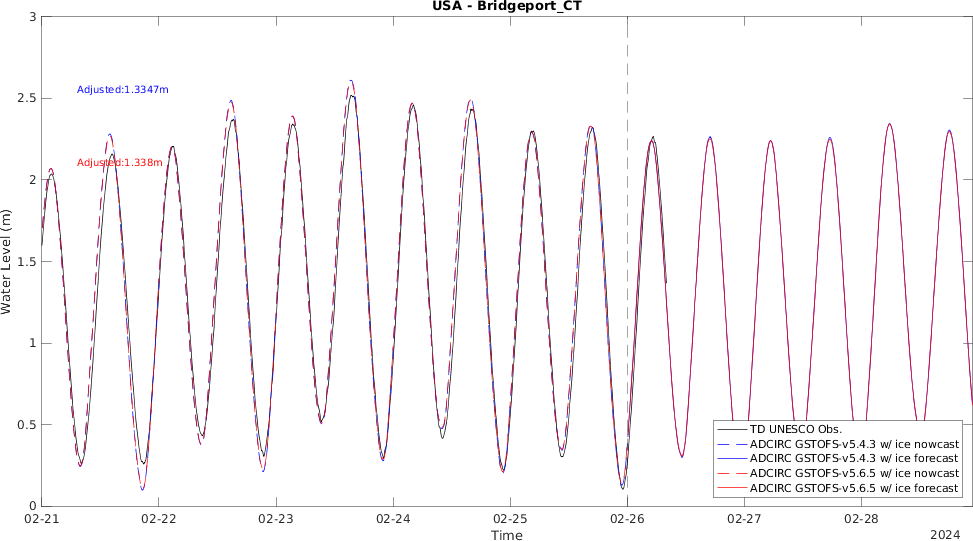 USA - Bridgeport_CT
3
2.5
2
1.5
1
0.5
0
Water Level (m)
Adjusted:1.3347m
Adjusted:1.338m
TD UNESCO Obs.
ADCIRC GSTOFS-v5.4.3 w/ ice nowcast
ADCIRC GSTOFS-v5.4.3 w/ ice forecast
ADCIRC GSTOFS-v5.6.5 w/ ice nowcast
ADCIRC GSTOFS-v5.6.5 w/ ice forecast
02-21 02-22 02-23 02-24 02-25 02-26 02-27 02-28
Time
2024